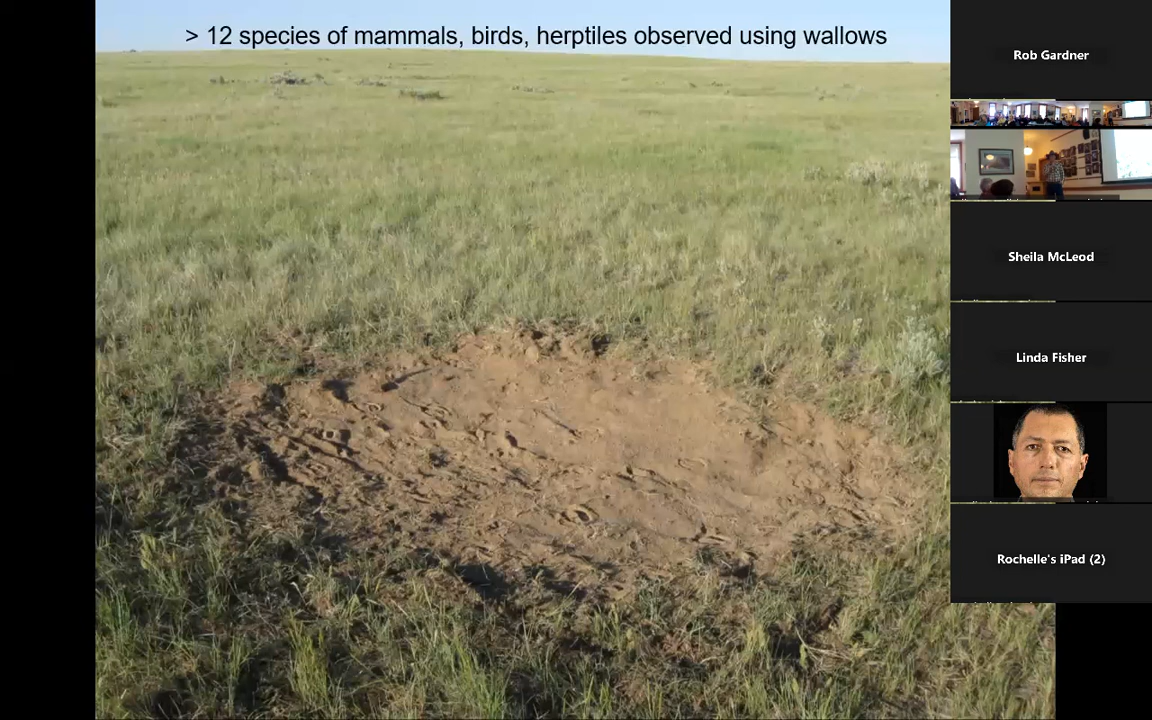 > 12 species of mammals, birds, herptiles observed using wallows
Rob Gardner
Sheila McLeod
Linda Fisher
Rochelle's iPad (2)